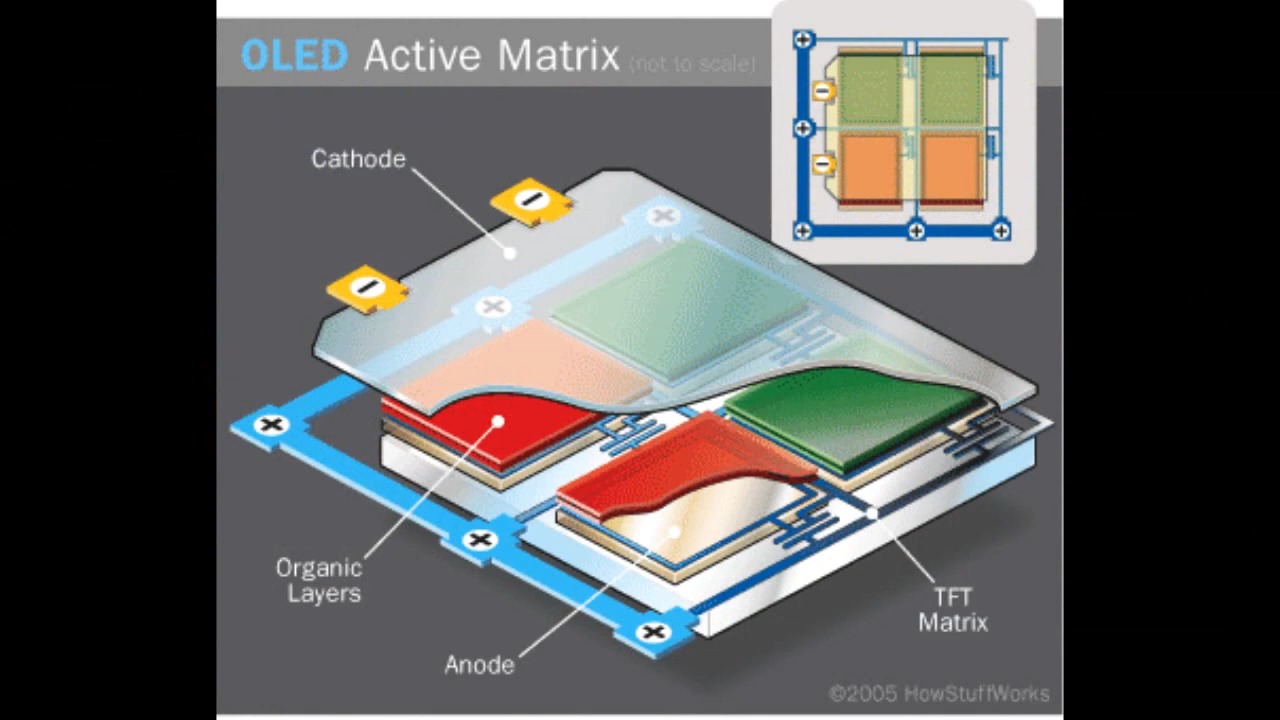 OLED Active Matrix (not to scale)
Cathode
Organic
Layers
Anode
TFT
Matrix
©2005 HowStuffWorks